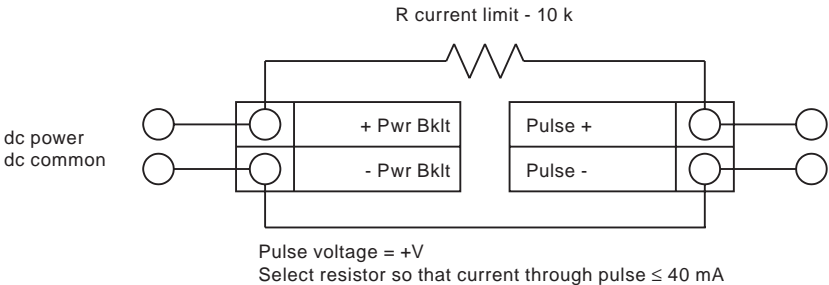 R current limit - 10 k
dc power
dc common
+ Pwr Bklt
- Pwr Bklt
Pulse +
Pulse -
Pulse voltage = +V
Select resistor so that current through pulse ≤ 40 mA